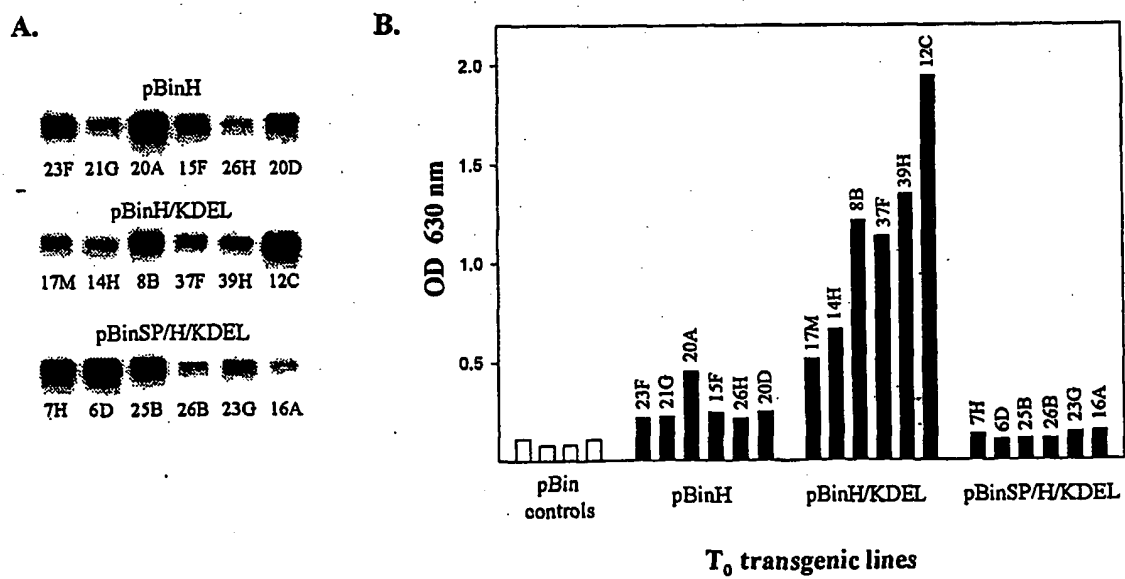 A.
pBinH
23F 21G 20A 15F 26H 20D
pBinH/KDEL
17M 14H 8B 37F 39H 12C
pBinSP/H/KDEL
7H 6D 25B 26B 23G 16A
B.
OD 630 nm
2.0
1.5
1.0
0.5
23F 21G 20A 15F 26H 20D
17M 14H 8B 37F 39H 12C
7H 6D 25B 26B 23G 16A
pBin
controls
pBinH
pBinH/KDEL
pBinSP/H/KDEL
T₀ transgenic lines